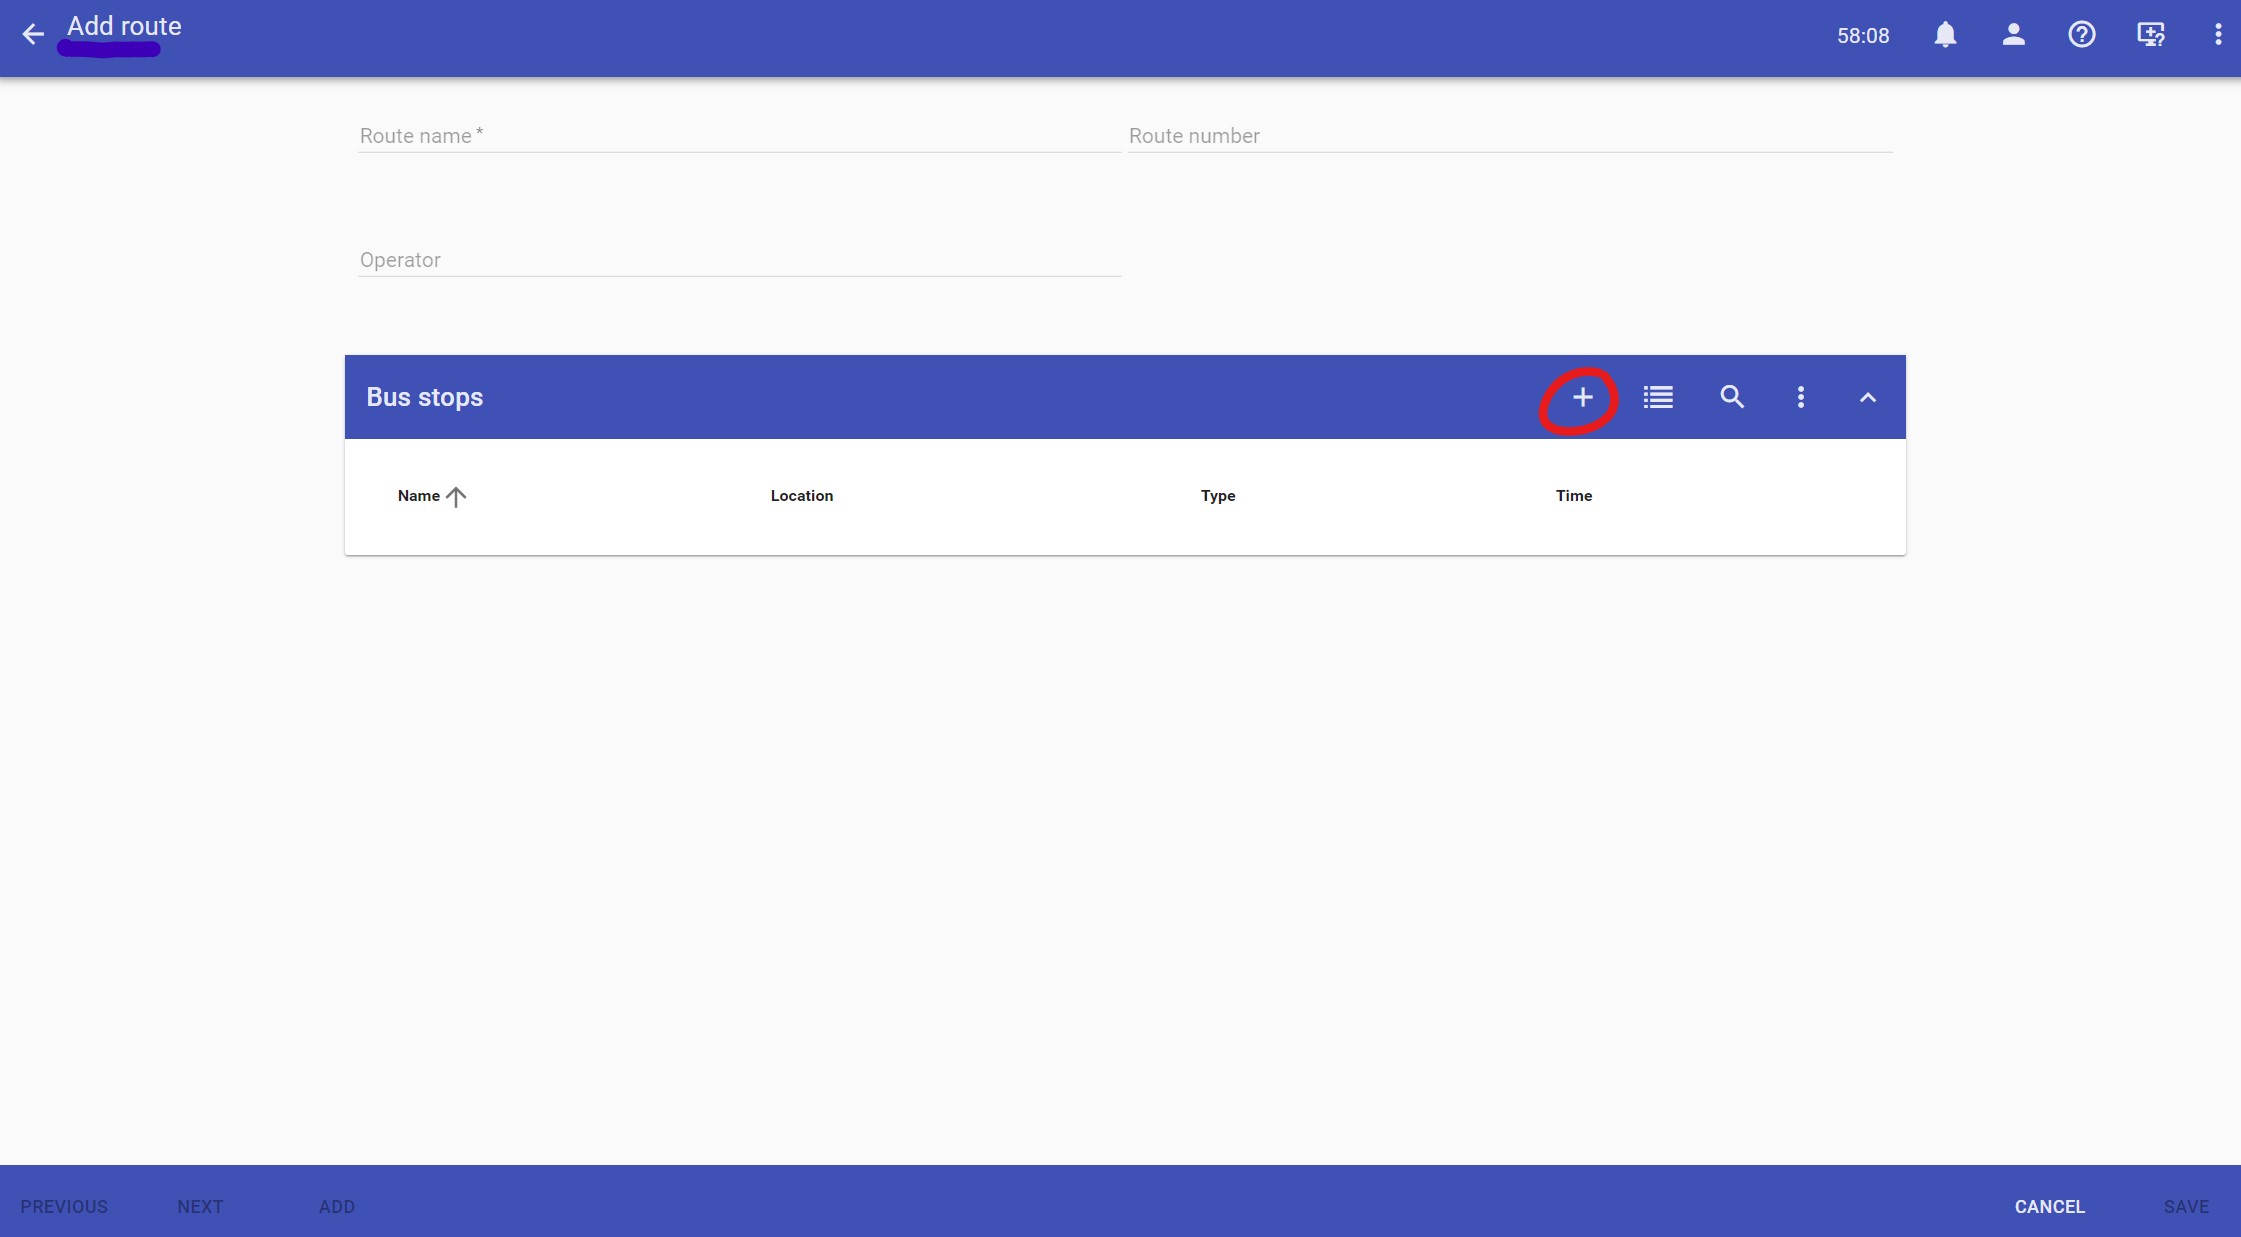 Add route
58:08
Route name *
Route number
Operator
Bus stops
Name Location Type Time
PREVIOUS NEXT ADD CANCEL SAVE